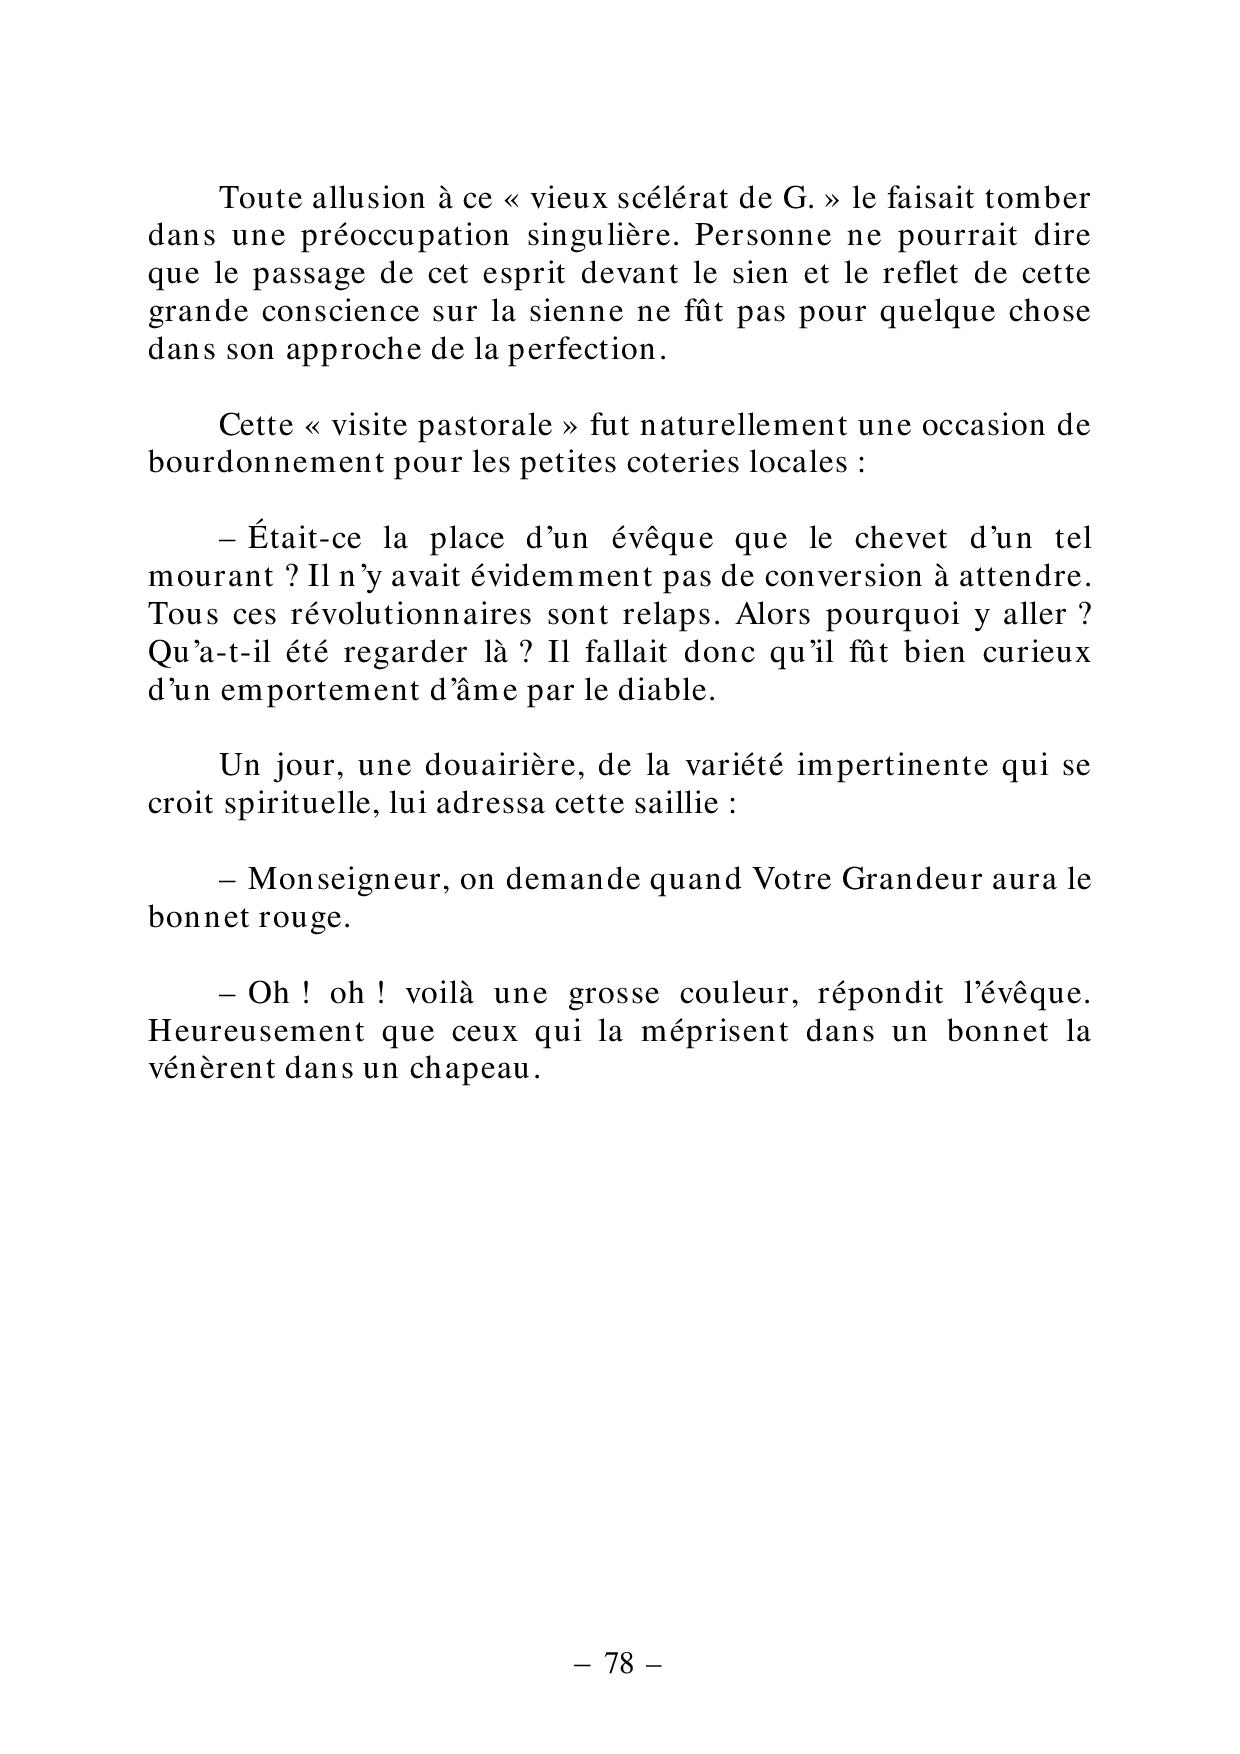 Toute allusion à ce « vieux scélérat de G. » le faisait tomber
dans une préoccupation singulière. Personne ne pourrait dire
que le passage de cet esprit devant le sien et le reflet de cette
grande conscience sur la sienne ne fût pas pour quelque chose
dans son approche de la perfection.
Cette « visite pastorale » fut naturellement une occasion de
bourdonnement pour les petites coteries locales :
– Était-ce la place d’un évêque que le chevet d’un tel
mourant ? Il n’y avait évidemment pas de conversion à attendre.
Tous ces révolutionnaires sont relaps. Alors pourquoi y aller ?
Qu’a-t-il été regarder là ? Il fallait donc qu’il fût bien curieux
d’un emportement d’âme par le diable.
Un jour, une douairière, de la variété impertinente qui se
croit spirituelle, lui adressa cette saillie :
– Monseigneur, on demande quand Votre Grandeur aura le
bonnet rouge.
– Oh ! oh ! voilà une grosse couleur, répondit l’évêque.
Heureusement que ceux qui la méprisent dans un bonnet la
vénèrent dans un chapeau.
– 78 –